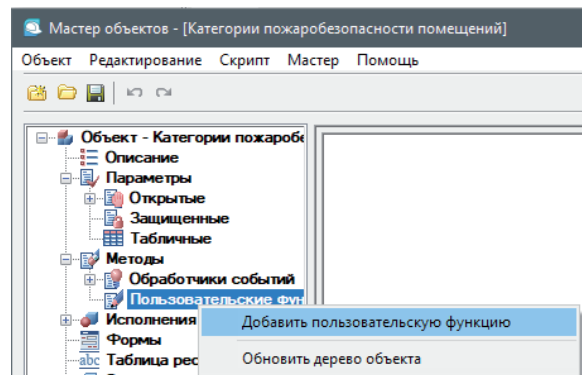 Мастер объектов - [Категории пожаробезопасности помещений]
Объект Редактирование Скрипт Мастер Помощь
Объект - Категории пожаробе
Описание
Параметры
Открытые
Защищенные
Табличные
Методы
Обработчики событий
Пользовательские фун
Исполнения
Добавить пользовательскую функцию
Формы
abc Таблица рес
Обновить дерево объекта